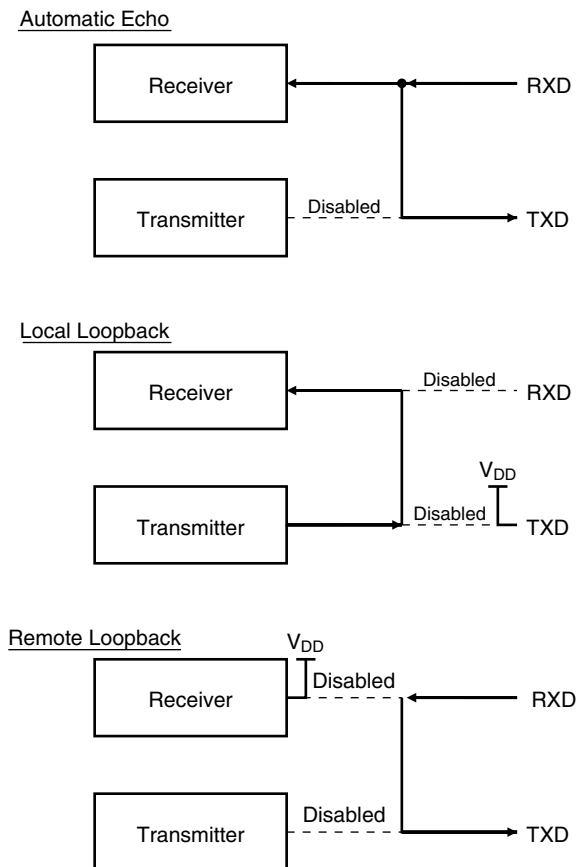 Automatic Echo
Receiver
RXD
Transmitter
Disabled
TXD
Local Loopback
Receiver
Disabled
RXD
VDD
Transmitter
Disabled
TXD
Remote Loopback
VDD
Receiver
Disabled
RXD
Transmitter
Disabled
TXD